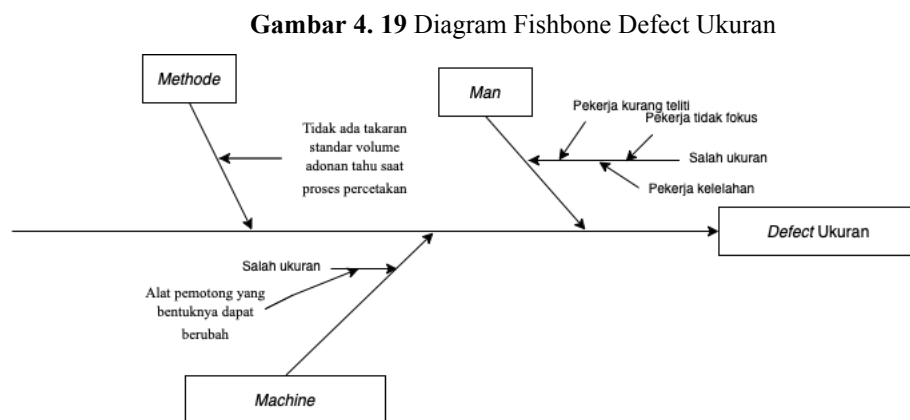 Gambar 4. 19 Diagram Fishbone Defect Ukuran
Methode
Tidak ada takaran
standar volume
adonan tahu saat
proses percetakan
Man
Pekerja kurang teliti
Pekerja tidak fokus
Salah ukuran
Pekerja kelelahan
Defect Ukuran
Salah ukuran
Alat pemotong yang
bentuknya dapat
berubah
Machine